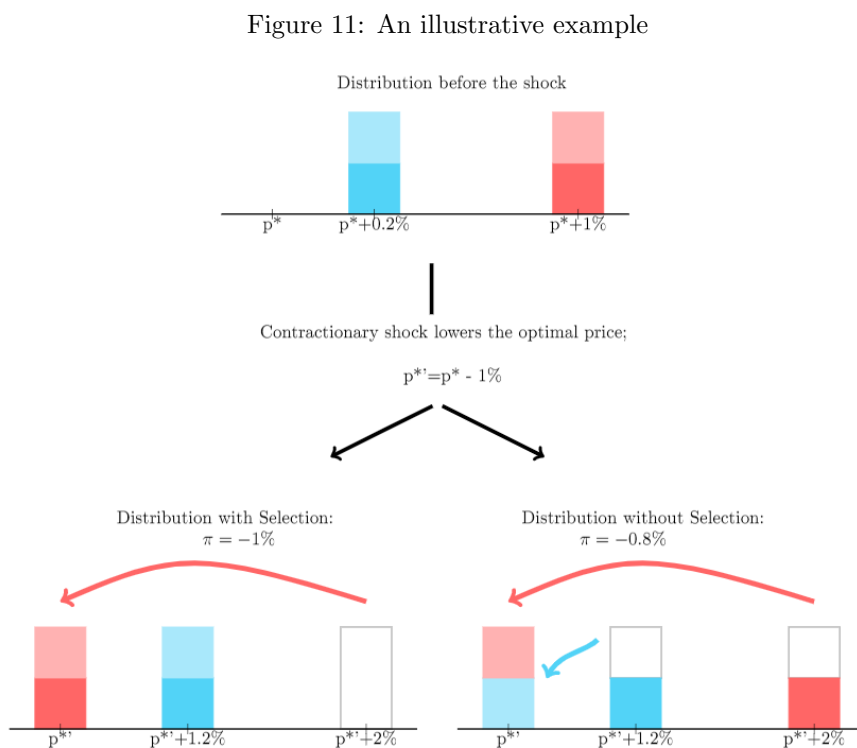 Figure 11: An illustrative example
Distribution before the shock
p* p*+0.2% p*+1%
Contractionary shock lowers the optimal price;
p*'=p* - 1%
Distribution with Selection:
π = −1%
p*' p*'+1.2% p*'+2%
Distribution without Selection:
π = −0.8%
p*' p*'+1.2% p*'+2%